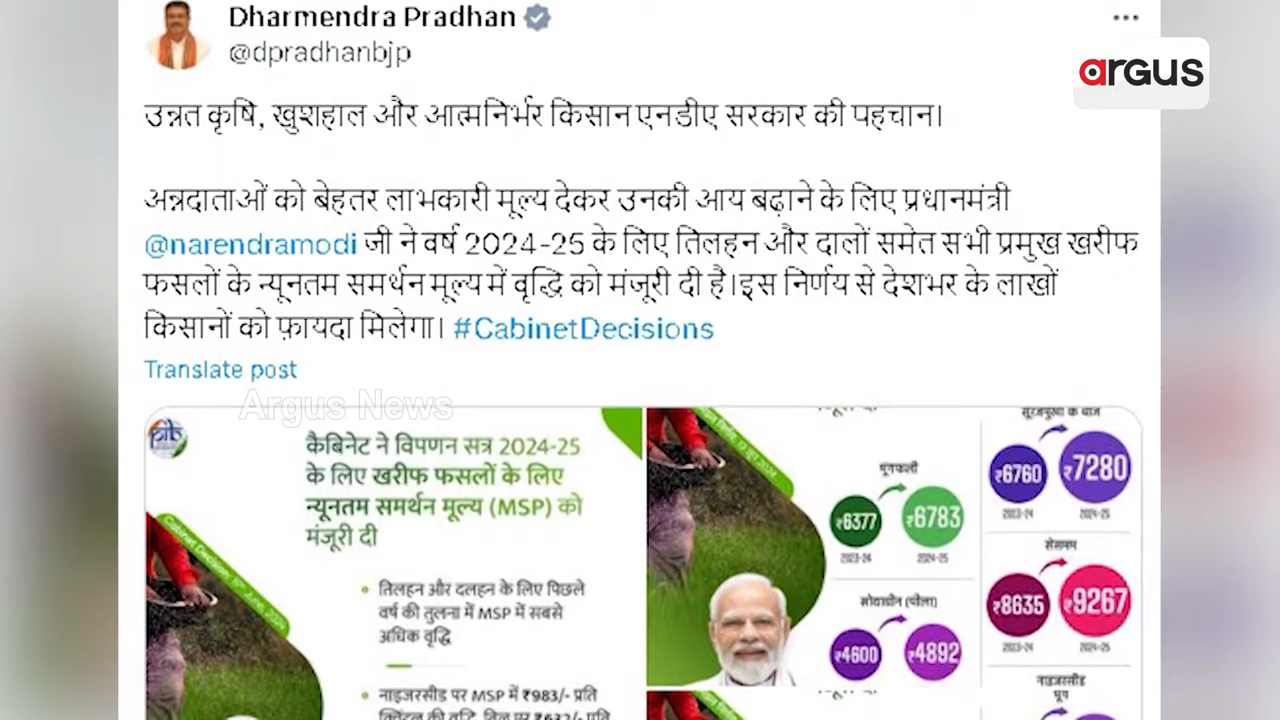 Dharmendra Pradhan
@dpradhanbjp
argus
उन्नत कृषि, खुशहाल और आत्मनिर्भर किसान एनडीए सरकार की पहचान।
अन्नदाताओं को बेहतर लाभकारी मूल्य देकर उनकी आय बढ़ाने के लिए प्रधानमंत्री
@narendramodi जी ने वर्ष 2024-25 के लिए तिलहन और दालों समेत सभी प्रमुख खरीफ
फसलों के न्यूनतम समर्थन मूल्य में वृद्धि को मंजूरी दी है।इस निर्णय से देशभर के लाखों
किसानों को फ़ायदा मिलेगा। #CabinetDecisions
Translate post
Argus News
कैबिनेट ने विपणन सत्र 2024-25
के लिए खरीफ फसलों के लिए
न्यूनतम समर्थन मूल्य (MSP) को
मंजूरी दी
तिलहन और दलहन के लिए पिछले
वर्ष की तुलना में MSP में सबसे
अधिक वृद्धि
नाइजरसीड पर MSP में ₹983/- प्रति
मूंगफली
₹6377 ₹6783
2023-24 2024-25
सोयाबीन (पीला)
₹4600 ₹4892
सूरजमुखी के बीज
₹6760 ₹7280
2023-24 2024-25
सेसमम
₹8635 ₹9267
2023-24 2024-25
नाइजरसीड